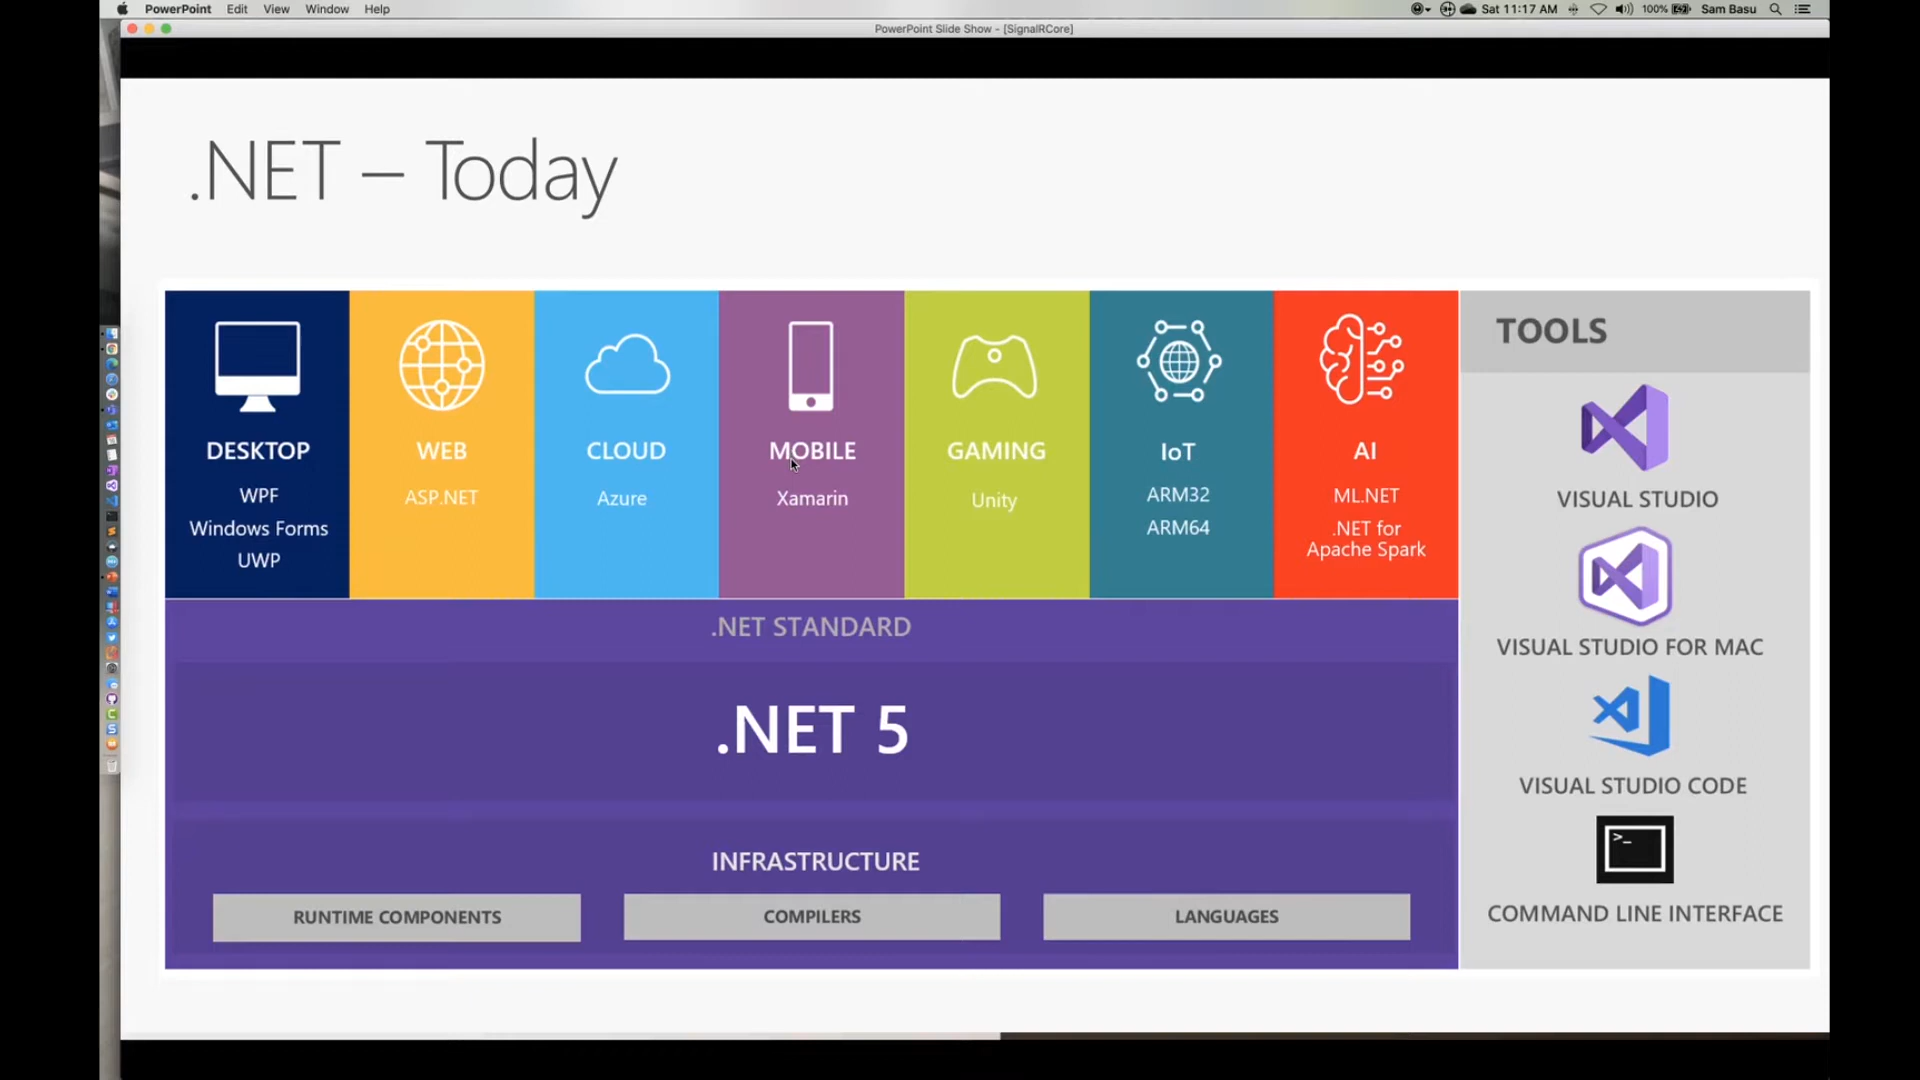 PowerPoint Edit View Window Help
Sat 11:17 AM 100% Sam Basu
PowerPoint Slide Show - [SignalRCore]
.NET – Today
DESKTOP
WPF
Windows Forms
UWP
WEB
ASP.NET
CLOUD
Azure
MOBILE
Xamarin
GAMING
Unity
IoT
ARM32
ARM64
AI
ML.NET
.NET for
Apache Spark
.NET STANDARD
.NET 5
INFRASTRUCTURE
RUNTIME COMPONENTS
COMPILERS
LANGUAGES
TOOLS
VISUAL STUDIO
VISUAL STUDIO FOR MAC
VISUAL STUDIO CODE
>_
COMMAND LINE INTERFACE